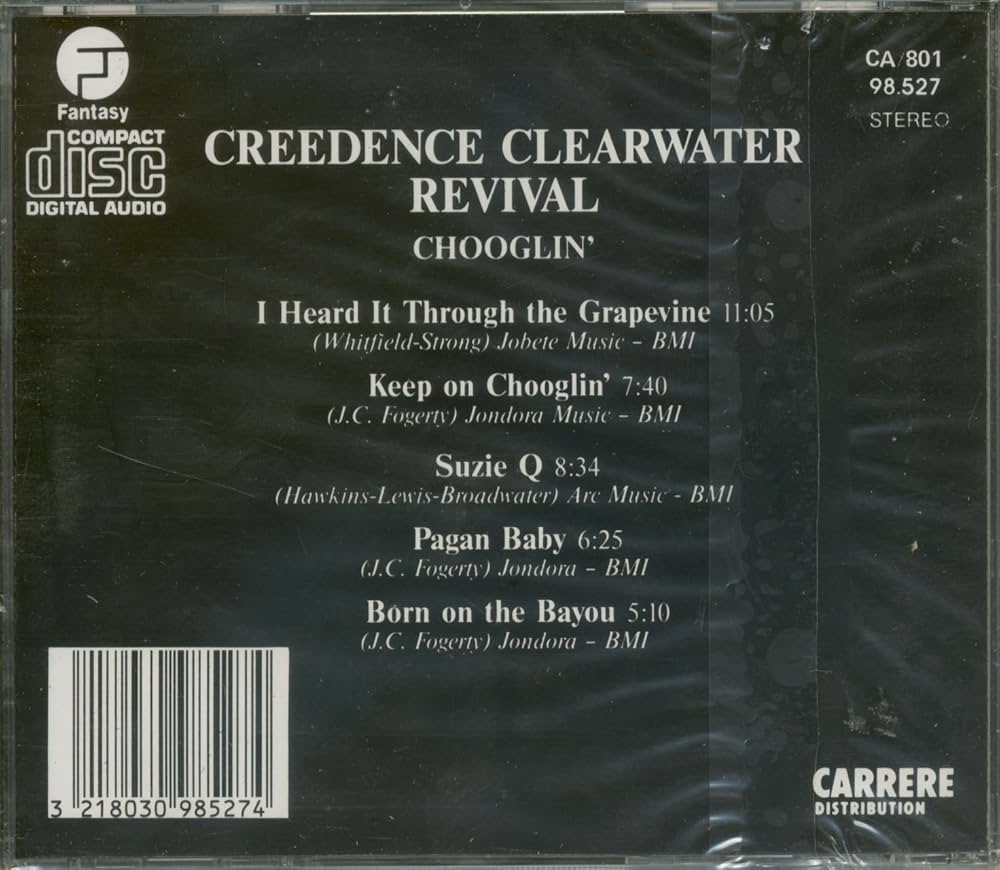 Fantasy
COMPACT
disc
DIGITAL AUDIO
CA 801
98.527
STEREO
CREEDENCE CLEARWATER
REVIVAL
CHOOGLIN’
I Heard It Through the Grapevine 11:05
(Whitfield-Strong) Jobete Music – BMI
Keep on Chooglin’ 7:40
(J.C. Fogerty) Jondora Music – BMI
Suzie Q 8:34
(Hawkins-Lewis-Broadwater) Arc Music - BMI
Pagan Baby 6:25
(J.C. Fogerty) Jondora – BMI
Born on the Bayou 5:10
(J.C. Fogerty) Jondora – BMI
3 218030 985274
CARRERE
DISTRIBUTION